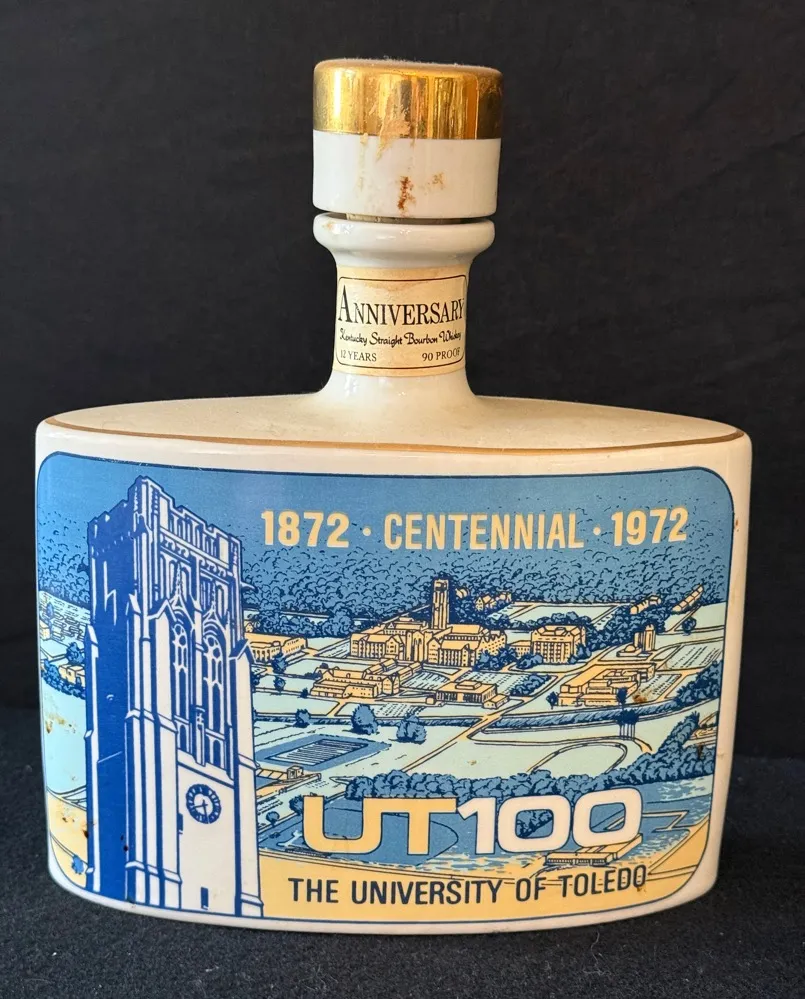 ANNIVERSARY
Kentucky Straight Bourbon Whiskey
12 YEARS 90 PROOF
1872 · CENTENNIAL · 1972
UT100
THE UNIVERSITY OF TOLEDO